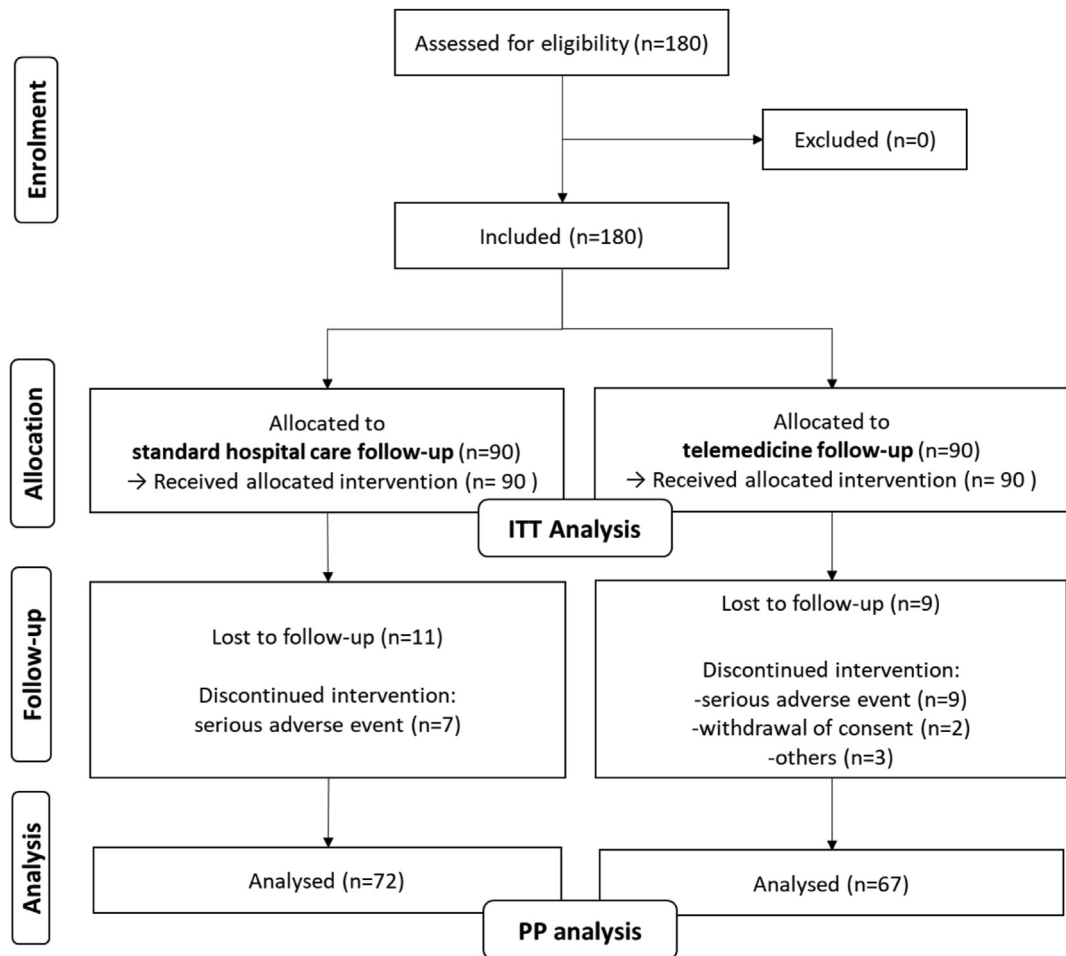 Enrolment
Assessed for eligibility (n=180)
Excluded (n=0)
Included (n=180)
Allocation
Allocated to
standard hospital care follow-up (n=90)
→ Received allocated intervention (n= 90 )
Allocated to
telemedicine follow-up (n=90)
→ Received allocated intervention (n= 90 )
ITT Analysis
Follow-up
Lost to follow-up (n=11)
Discontinued intervention:
serious adverse event (n=7)
Lost to follow-up (n=9)
Discontinued intervention:
-serious adverse event (n=9)
-withdrawal of consent (n=2)
-others (n=3)
Analysis
Analysed (n=72)
Analysed (n=67)
PP analysis